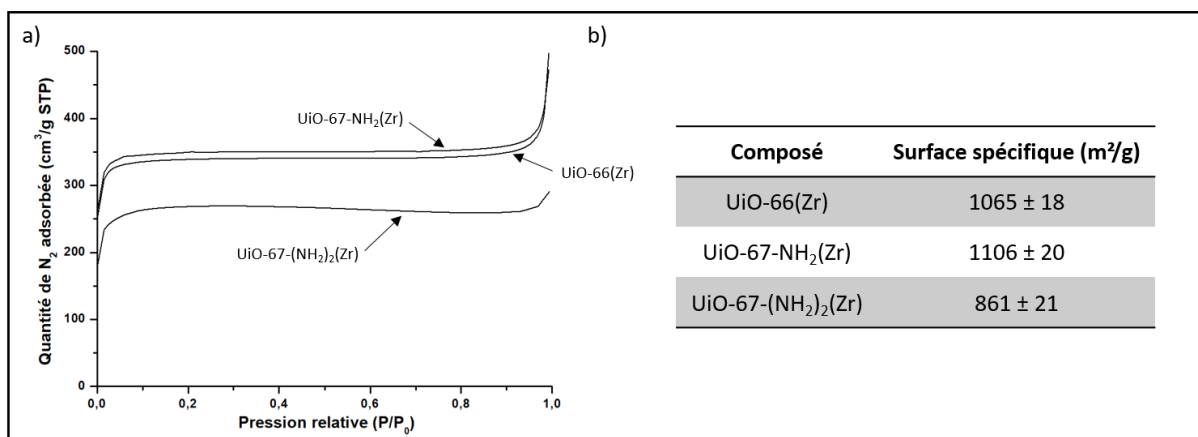 a)
500
400
300
200
100
0
0,0
0,2
0,4
0,6
0,8
1,0
Quantité de N₂ adsorbée (cm³/g STP)
Pression relative (P/P₀)
UiO-67-NH₂(Zr)
UiO-66(Zr)
UiO-67-(NH₂)₂(Zr)
b)
Composé Surface spécifique (m²/g)
UiO-66(Zr) 1065 ± 18
UiO-67-NH₂(Zr) 1106 ± 20
UiO-67-(NH₂)₂(Zr) 861 ± 21